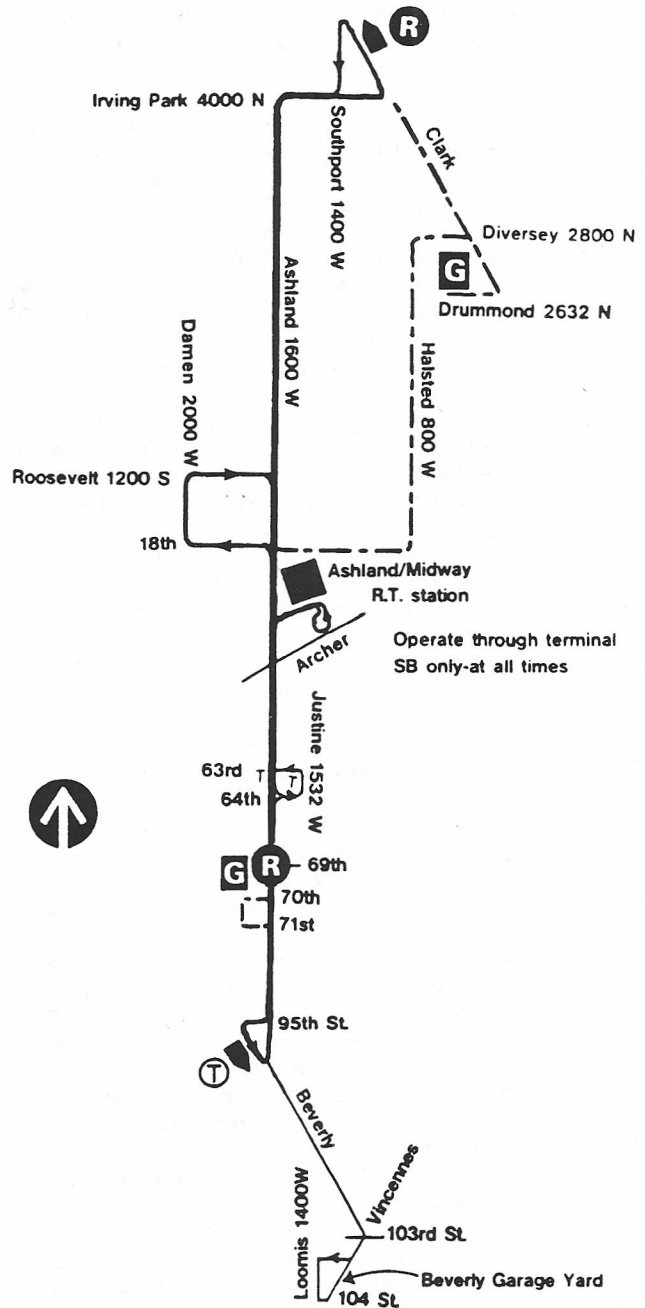 R
Irving Park 4000 N
Southport 1400 W
Clark
Diversey 2800 N
G
Drummond 2632 N
Ashland 1600 W
Damen 2000 W
Halsted 800 W
Roosevelt 1200 S
18th
Ashland/Midway
R.T. station
Archer
Operate through terminal
SB only-at all times
Justine 1532 W
63rd
T
T
64th
G
R
69th
70th
71st
95th St.
T
Beverly
Vincennes
Loomis 1400W
103rd St.
Beverly Garage Yard
104 St.